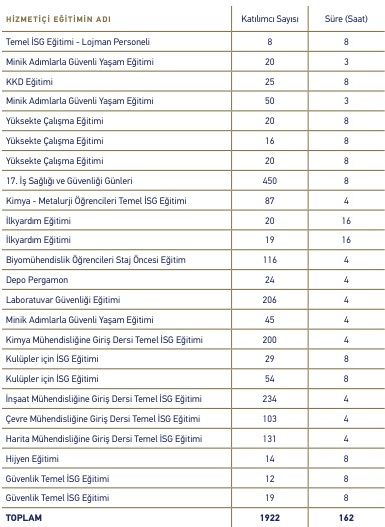 HİZMETİÇİ EĞİTİMİN ADI Katılımcı Sayısı Süre (Saat)
Temel İSG Eğitimi - Lojman Personeli 8 8
Minik Adımlarla Güvenli Yaşam Eğitimi 20 3
KKD Eğitimi 25 8
Minik Adımlarla Güvenli Yaşam Eğitimi 50 3
Yüksekte Çalışma Eğitimi 20 8
Yüksekte Çalışma Eğitimi 16 8
Yüksekte Çalışma Eğitimi 20 8
17. İş Sağlığı ve Güvenliği Günleri 450 8
Kimya - Metalurji Öğrencileri Temel İSG Eğitimi 87 4
İlkyardım Eğitimi 20 16
İlkyardım Eğitimi 19 16
Biyomühendislik Öğrencileri Staj Öncesi Eğitim 116 4
Depo Pergamon 24 4
Laboratuvar Güvenliği Eğitimi 206 4
Minik Adımlarla Güvenli Yaşam Eğitimi 45 4
Kimya Mühendisliğine Giriş Dersi Temel İSG Eğitimi 200 4
Kulüpler için İSG Eğitimi 29 8
Kulüpler için İSG Eğitimi 54 8
İnşaat Mühendisliğine Giriş Dersi Temel İSG Eğitimi 234 4
Çevre Mühendisliğine Giriş Dersi Temel İSG Eğitimi 103 4
Harita Mühendisliğine Giriş Dersi Temel İSG Eğitimi 131 4
Hijyen Eğitimi 14 8
Güvenlik Temel İSG Eğitimi 12 8
Güvenlik Temel İSG Eğitimi 19 8
TOPLAM 1922 162